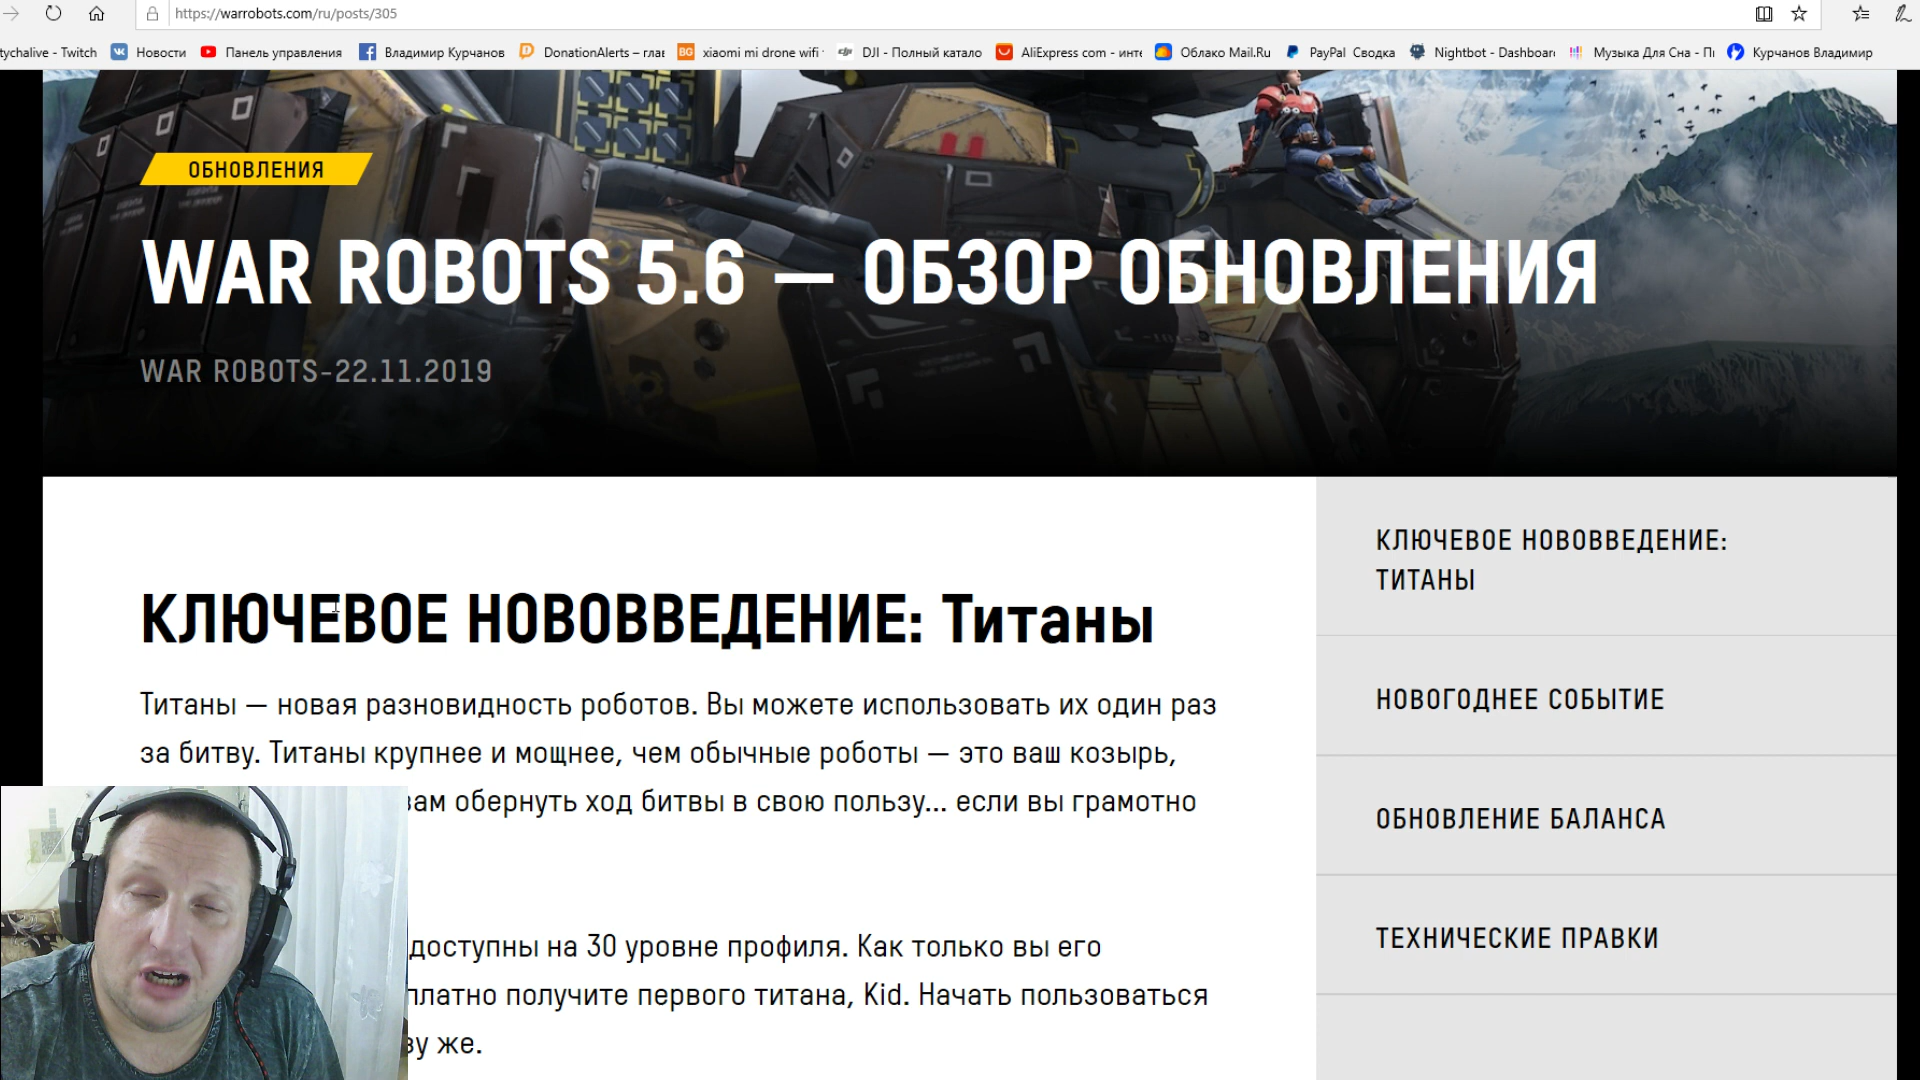 https://warrobots.com/ru/posts/305
tychalive - Twitch
Новости
Панель управления
Владимир Курчанов
DonationAlerts – глав
BG
xiaomi mi drone wifi
dji
DJI - Полный катало
AliExpress com - инте
Облако Mail.Ru
PayPal Сводка
Nightbot - Dashboar
Музыка Для Сна - П
Курчанов Владимир
ОБНОВЛЕНИЯ
WAR ROBOTS 5.6 — ОБЗОР ОБНОВЛЕНИЯ
WAR ROBOTS-22.11.2019
КЛЮЧЕВОЕ НОВОВВЕДЕНИЕ: Титаны
Титаны — новая разновидность роботов. Вы можете использовать их один раз
за битву. Титаны крупнее и мощнее, чем обычные роботы — это ваш козырь,
вам обернуть ход битвы в свою пользу... если вы грамотно
доступны на 30 уровне профиля. Как только вы его
платно получите первого титана, Kid. Начать пользоваться
зу же.
КЛЮЧЕВОЕ НОВОВВЕДЕНИЕ:
ТИТАНЫ
НОВОГОДНЕЕ СОБЫТИЕ
ОБНОВЛЕНИЕ БАЛАНСА
ТЕХНИЧЕСКИЕ ПРАВКИ